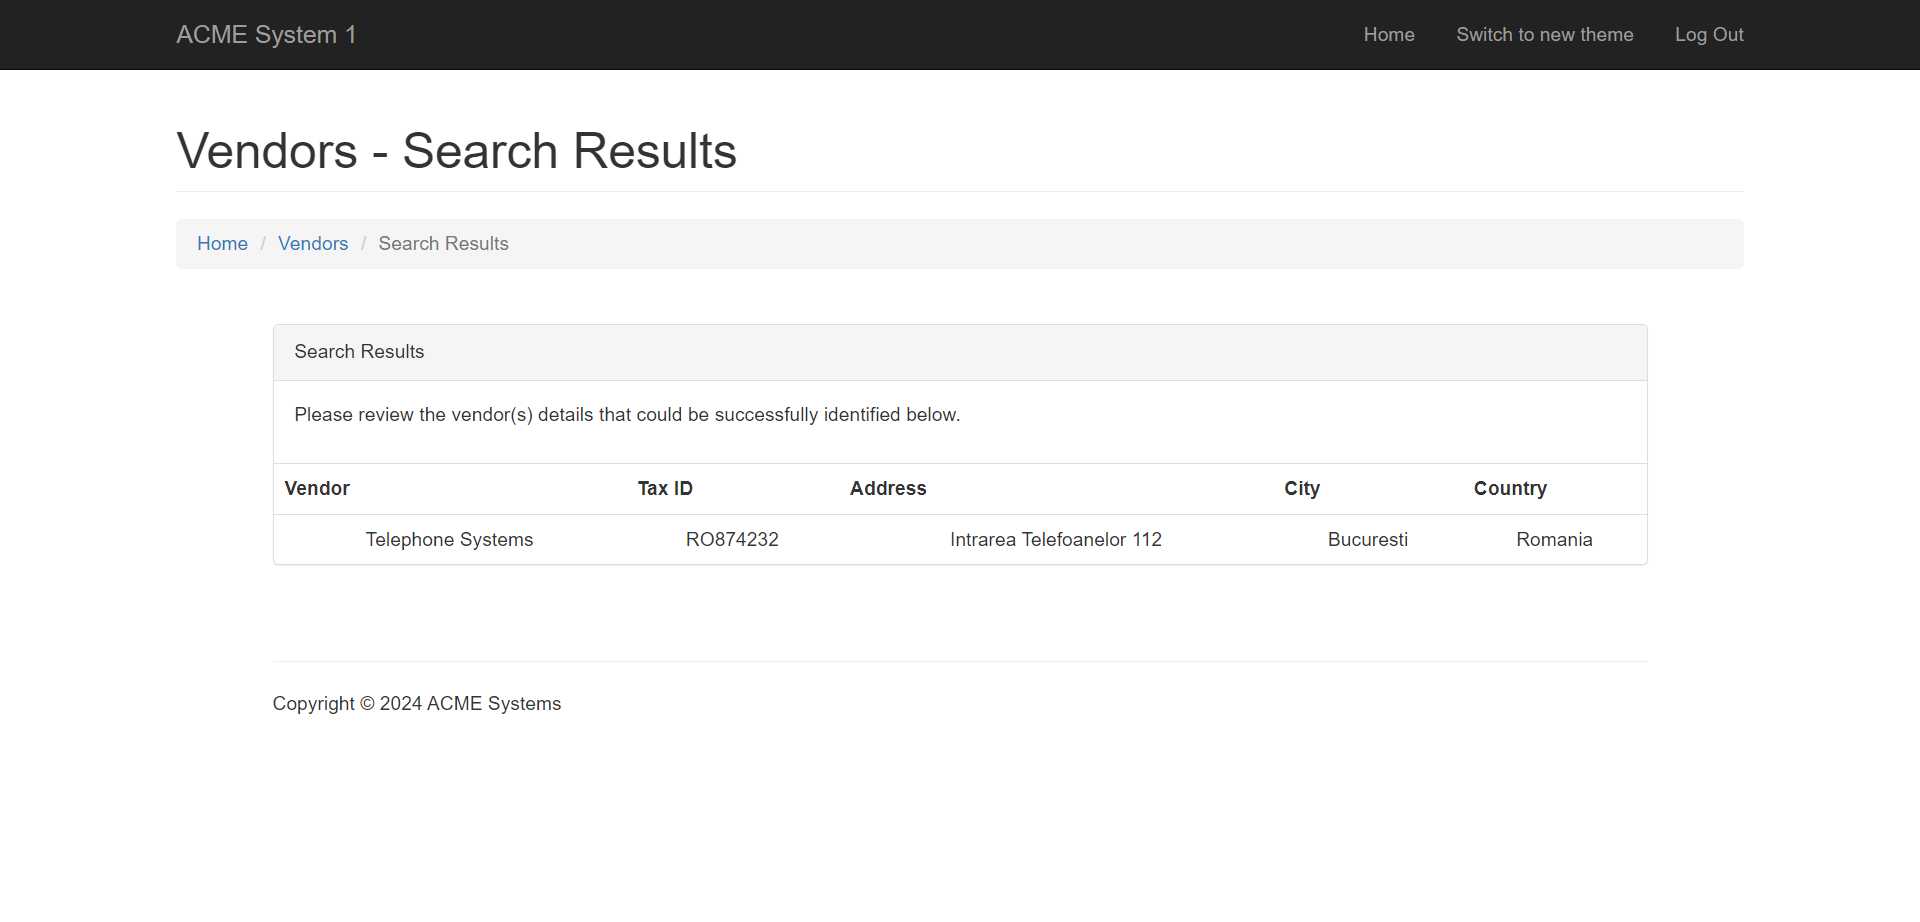 ACME System 1 Home Switch to new theme Log Out
Vendors - Search Results
Home / Vendors / Search Results
Search Results
Please review the vendor(s) details that could be successfully identified below.
Vendor Tax ID Address City Country
Telephone Systems RO874232 Intrarea Telefoanelor 112 Bucuresti Romania
Copyright © 2024 ACME Systems